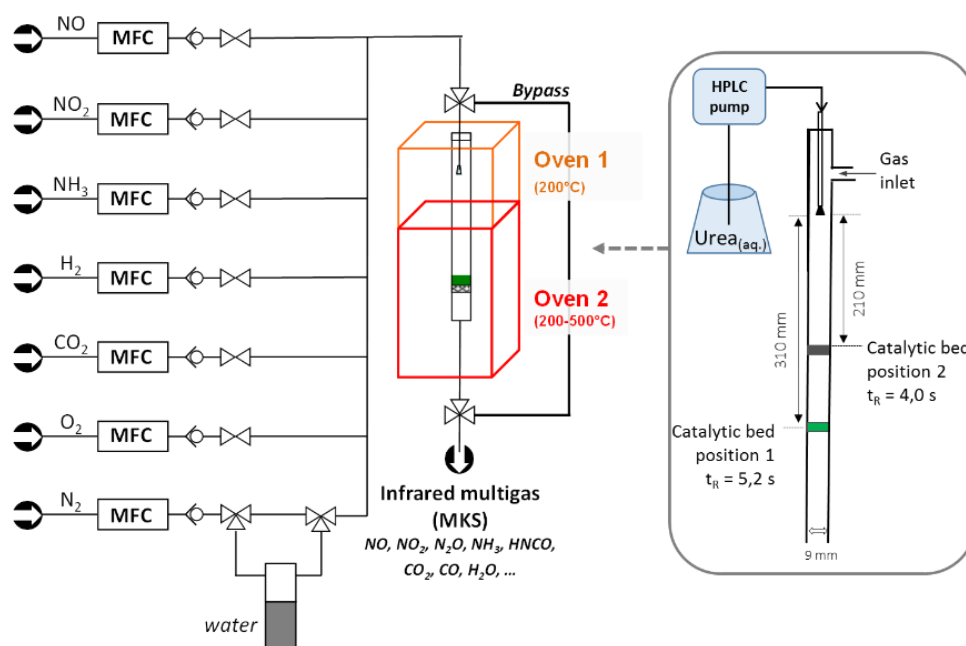 NO
MFC
NO2
MFC
NH3
MFC
H2
MFC
CO2
MFC
O2
MFC
N2
MFC
water
Bypass
Oven 1
(200°C)
Oven 2
(200-500°C)
Infrared multigas
(MKS)
NO, NO2, N2O, NH3, HNCO,
CO2, CO, H2O, ...
HPLC
pump
Urea(aq.)
Gas
inlet
210 mm
310 mm
Catalytic bed
position 2
tR = 4,0 s
Catalytic bed
position 1
tR = 5,2 s
9 mm